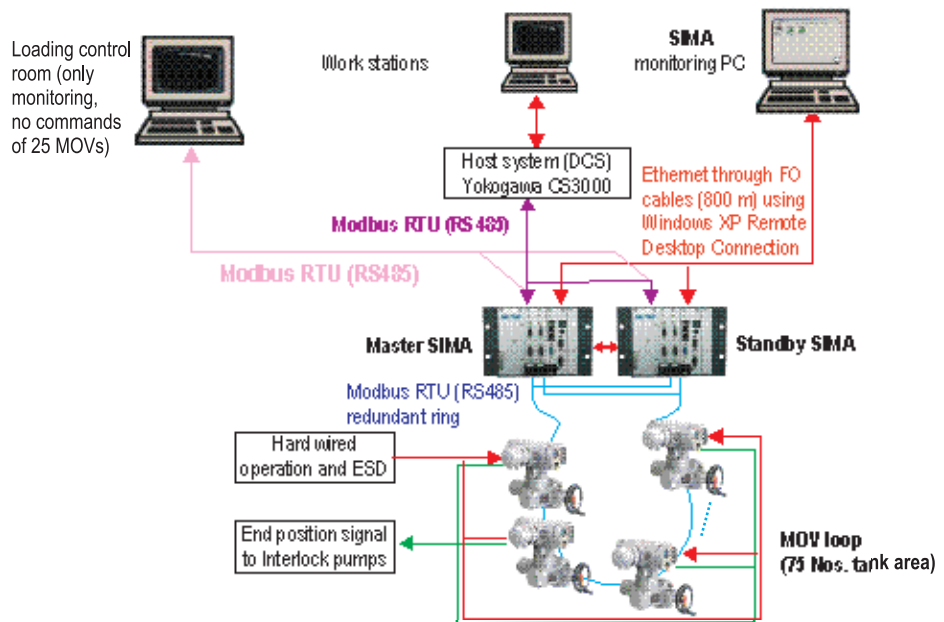 Loading control
room (only
monitoring,
no commands
of 25 MOVs)
Work stations
SIMA
monitoring PC
Host system (DCS)
Yokogawa CS3000
Ethernet through FO
cables (800 m) using
Windows XP Remote
Desktop Connection
Modbus RTU (RS 485)
Modbus RTU (RS485)
Master SIMA
Standby SIMA
Modbus RTU (RS485)
redundant ring
Hard wired
operation and ESD
End position signal
to Interlock pumps
MOV loop
(75 Nos. tank area)